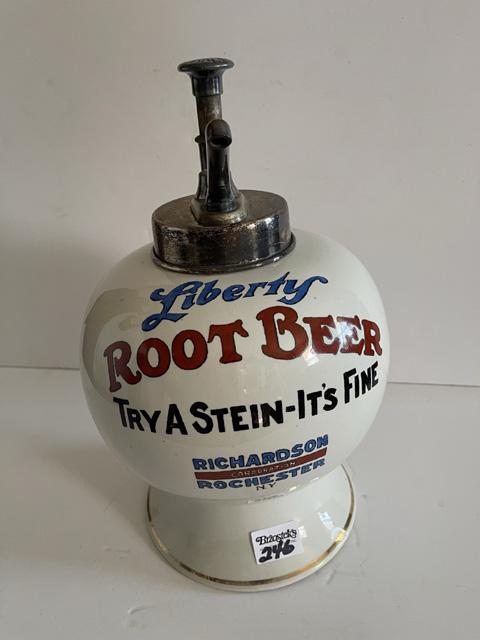 Liberty
ROOT BEER
TRY A STEIN-IT'S FINE
RICHARDSON
CORPORATION
ROCHESTER
N.Y.
Brzostek's
246